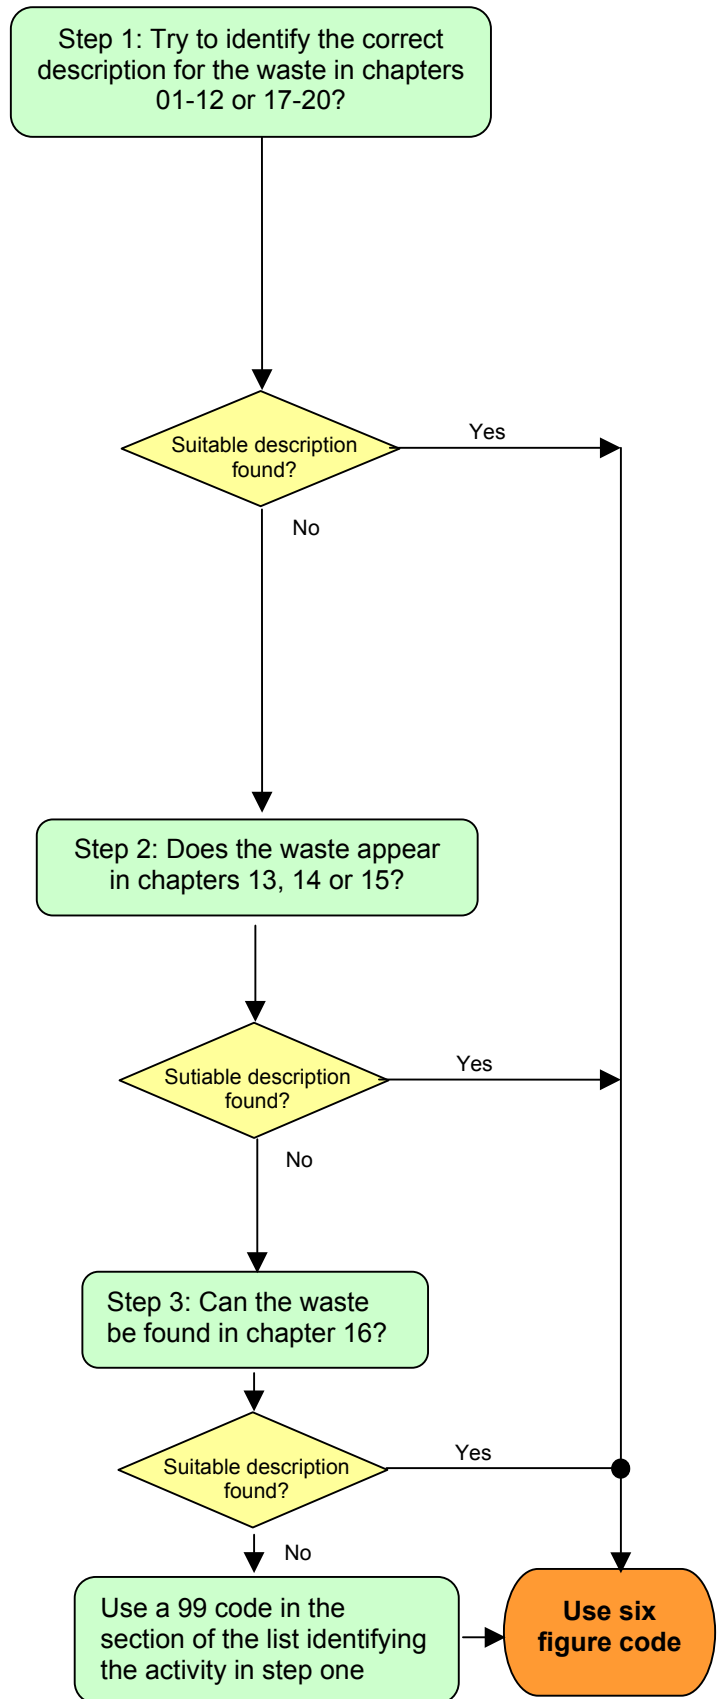 Step 1: Try to identify the correct
description for the waste in chapters
01-12 or 17-20?
Suitable description
found?
Yes
No
Step 2: Does the waste appear
in chapters 13, 14 or 15?
Sutiable description
found?
Yes
No
Step 3: Can the waste
be found in chapter 16?
Suitable description
found?
Yes
No
Use a 99 code in the
section of the list identifying
the activity in step one
Use six
figure code